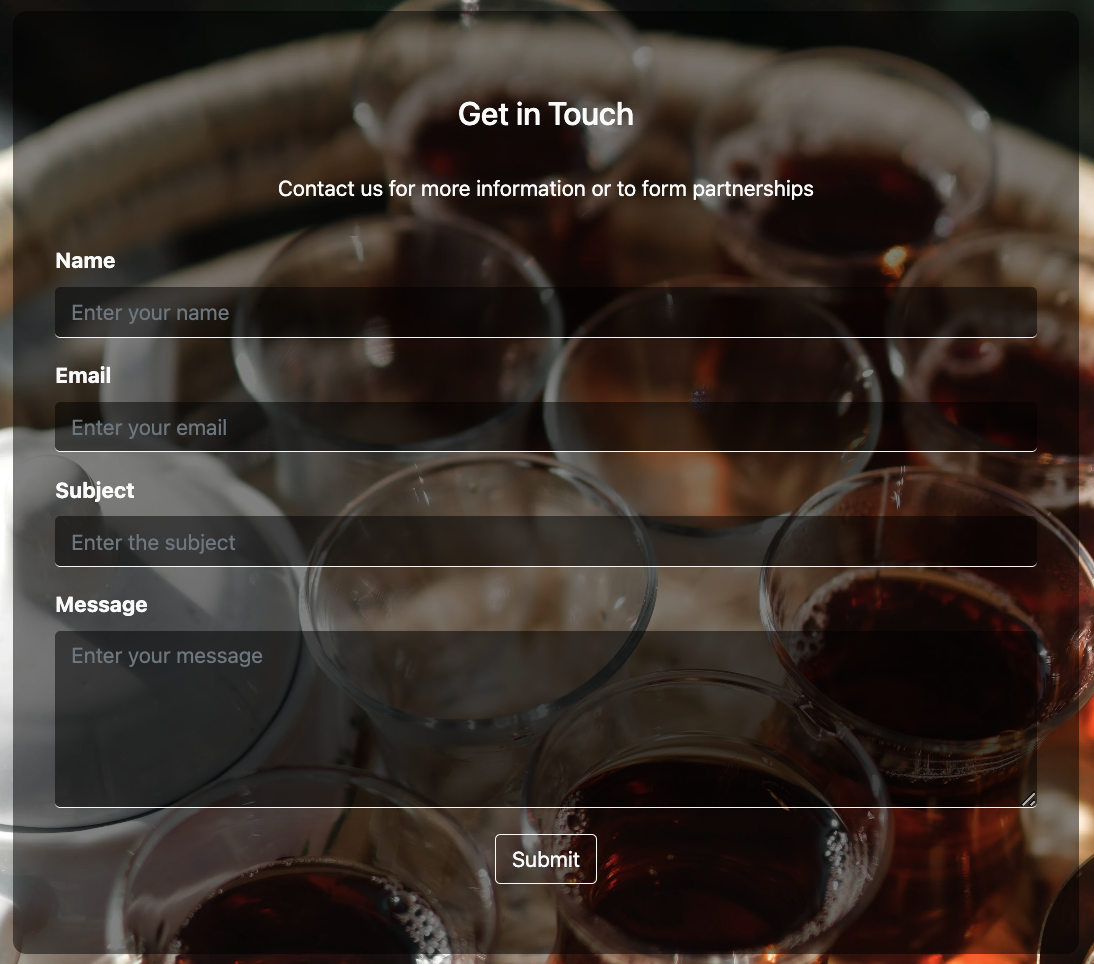 Get in Touch
Contact us for more information or to form partnerships
Name
Enter your name
Email
Enter your email
Subject
Enter the subject
Message
Enter your message
Submit